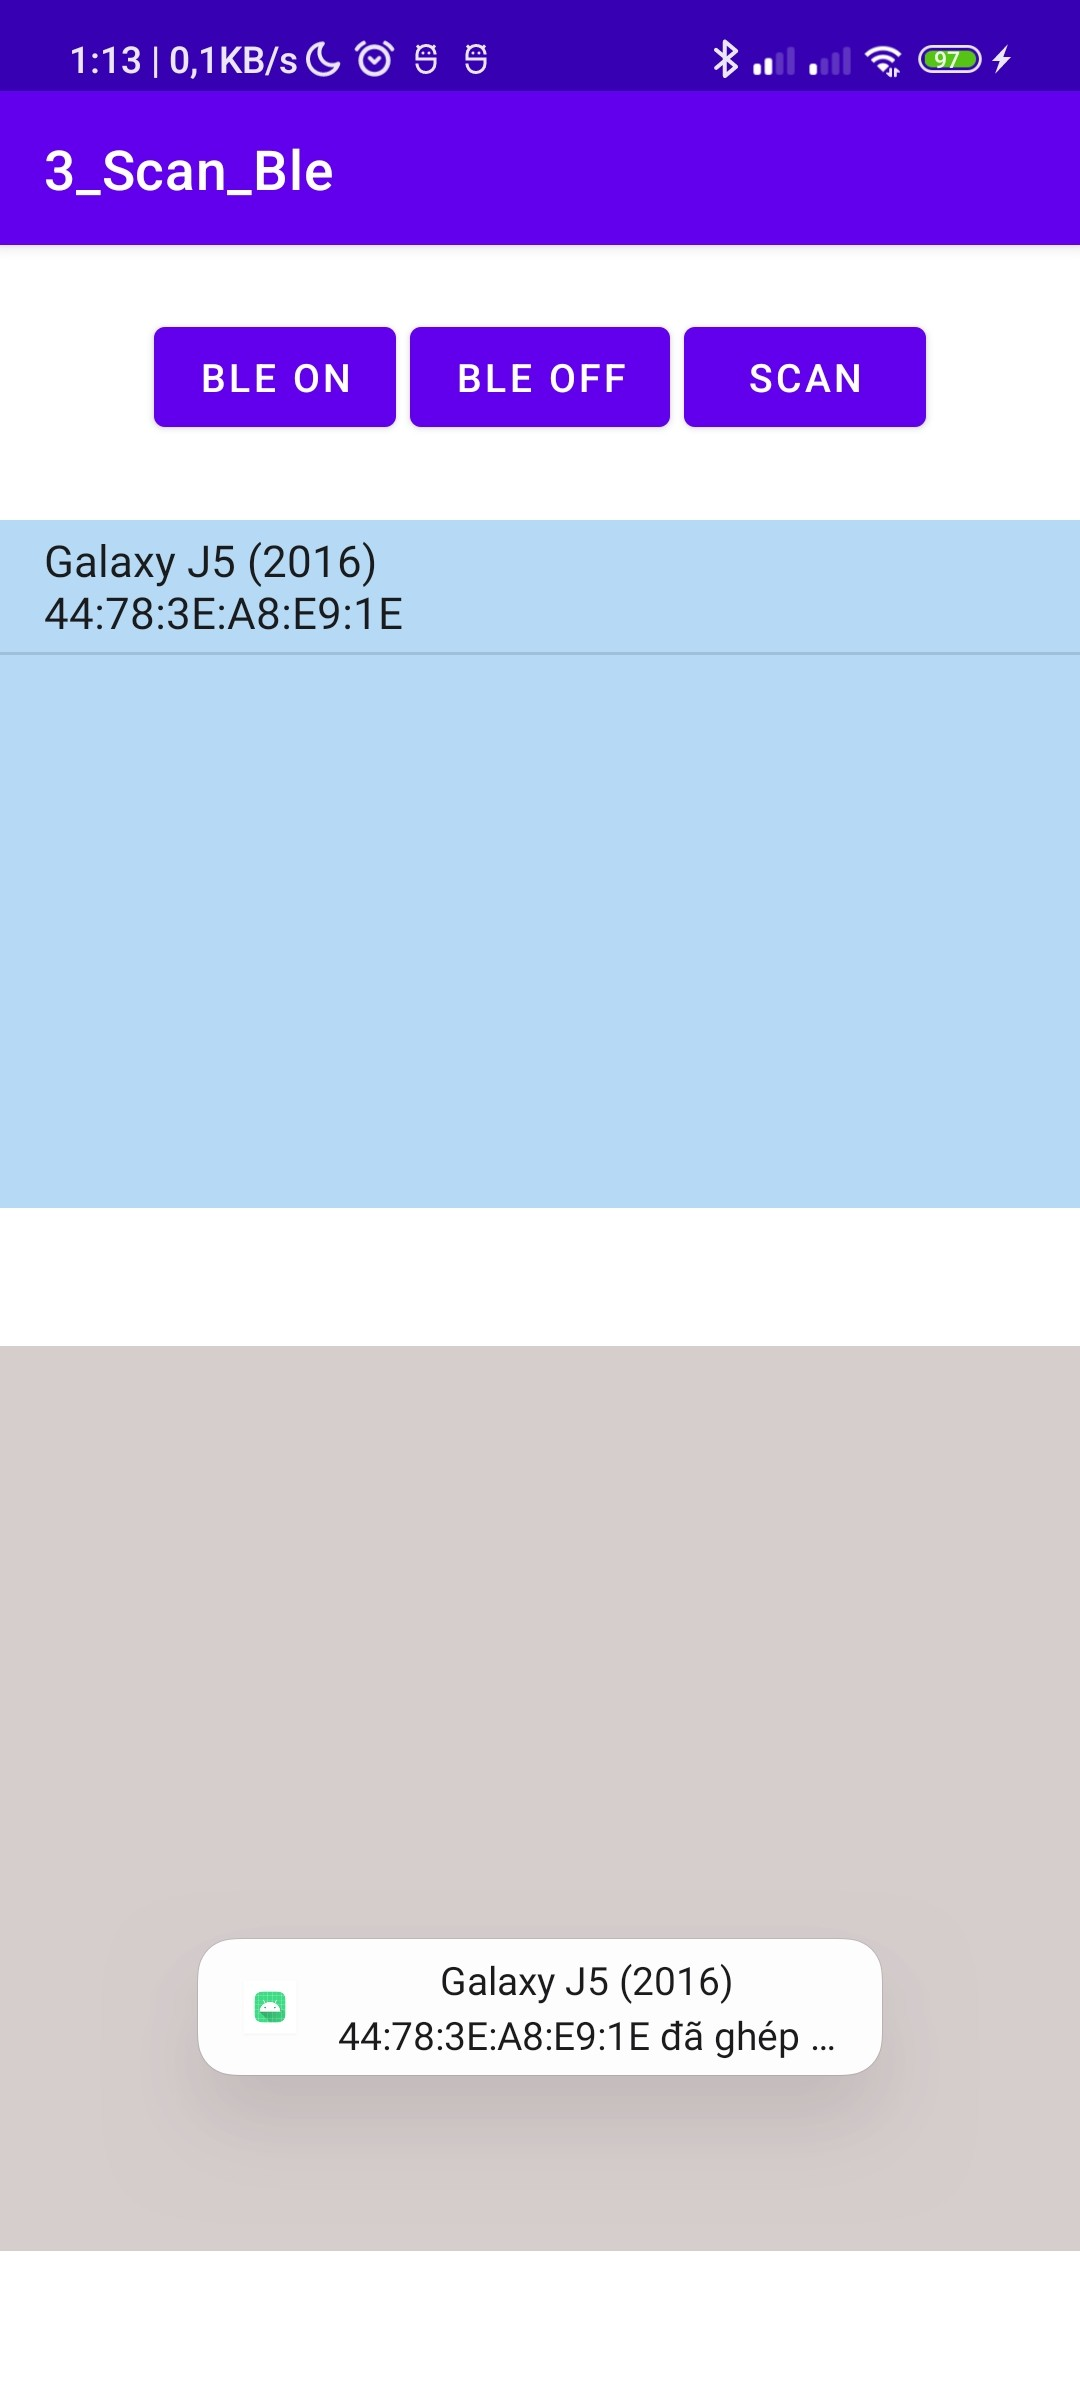 1:13 | 0,1KB/s
97
3_Scan_Ble
BLE ON
BLE OFF
SCAN
Galaxy J5 (2016)
44:78:3E:A8:E9:1E
Galaxy J5 (2016)
44:78:3E:A8:E9:1E đã ghép ...